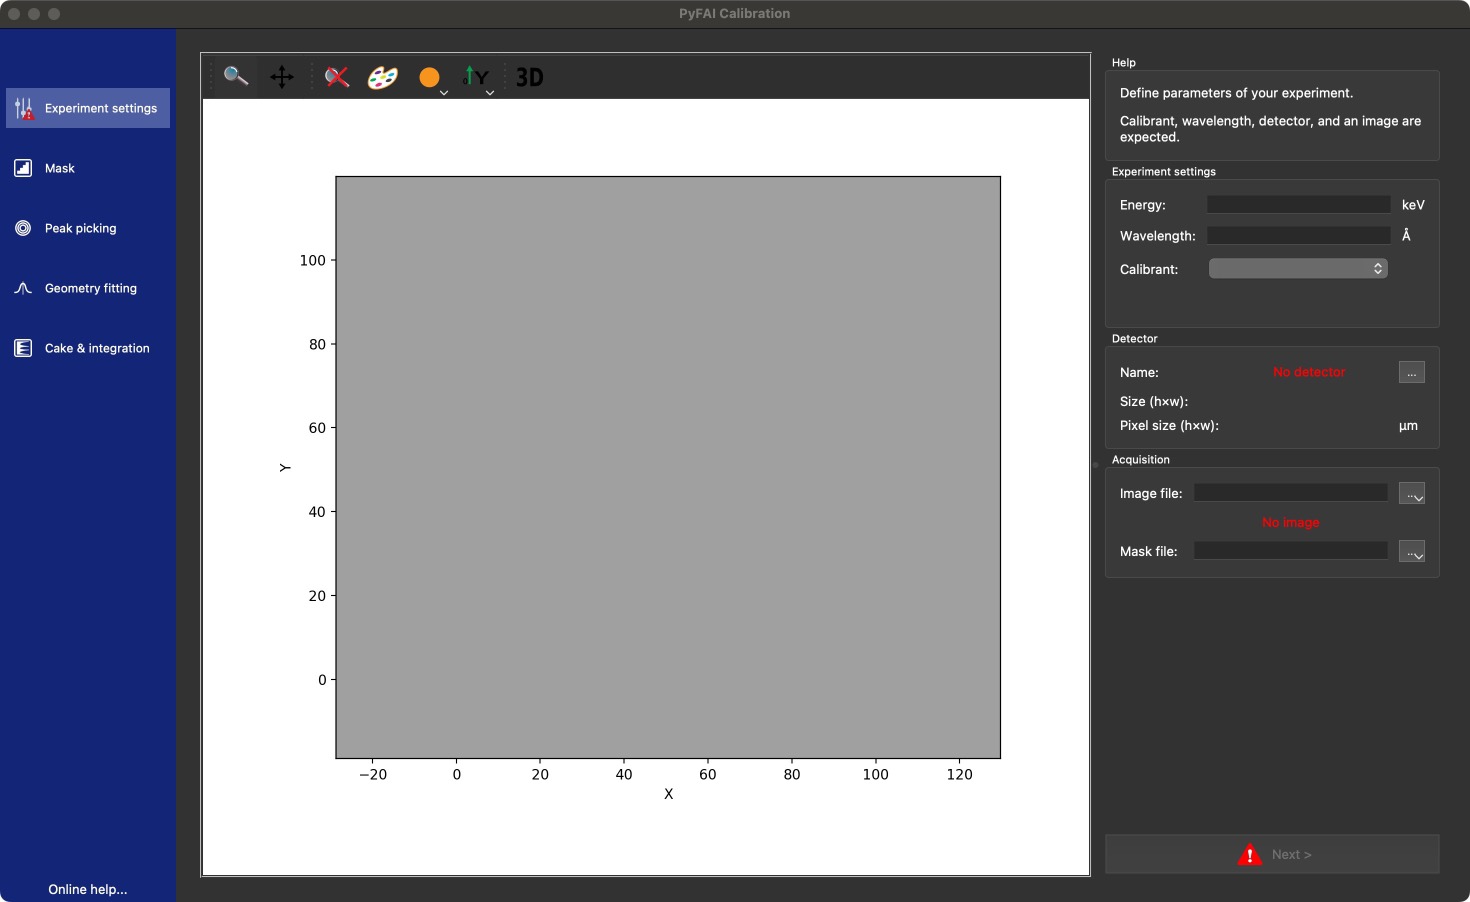 PyFAI Calibration
Experiment settings
Mask
Peak picking
Geometry fitting
Cake & integration
Online help...
Y
3D
100
80
60
40
20
0
Y
−20 0 20 40 60 80 100 120
X
Help
Define parameters of your experiment.
Calibrant, wavelength, detector, and an image are
expected.
Experiment settings
Energy: keV
Wavelength: Å
Calibrant:
Detector
Name: No detector ...
Size (h×w):
Pixel size (h×w): µm
Acquisition
Image file: ...
No image
Mask file: ...
Next >